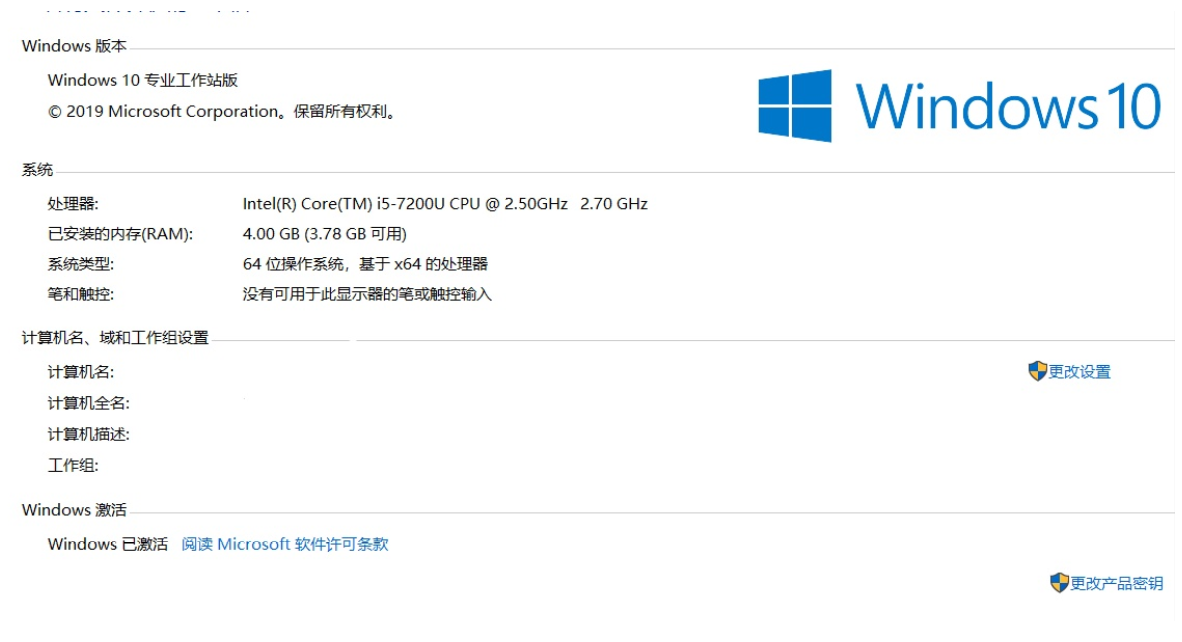 Windows 版本
Windows 10 专业工作站版
© 2019 Microsoft Corporation。保留所有权利。
Windows 10
系统
处理器: Intel(R) Core(TM) i5-7200U CPU @ 2.50GHz 2.70 GHz
已安装的内存(RAM): 4.00 GB (3.78 GB 可用)
系统类型: 64 位操作系统，基于 x64 的处理器
笔和触控: 没有可用于此显示器的笔或触控输入
计算机名、域和工作组设置
计算机名: 更改设置
计算机全名:
计算机描述:
工作组:
Windows 激活
Windows 已激活 阅读 Microsoft 软件许可条款
更改产品密钥